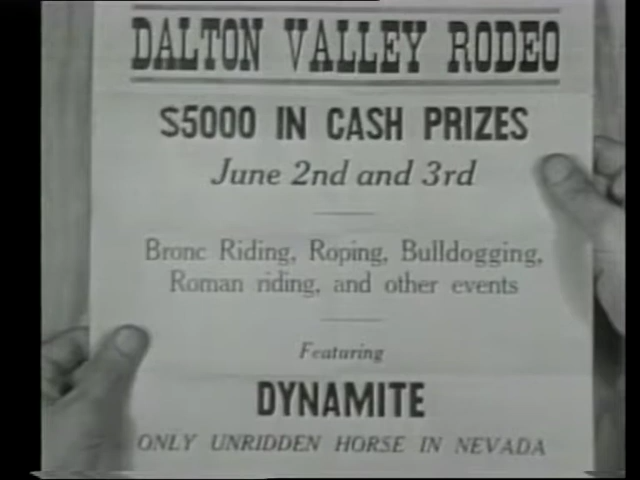 DALTON VALLEY RODEO
$5000 IN CASH PRIZES
June 2nd and 3rd
Bronc Riding, Roping, Bulldogging,
Roman riding, and other events
Featuring
DYNAMITE
ONLY UNRIDDEN HORSE IN NEVADA